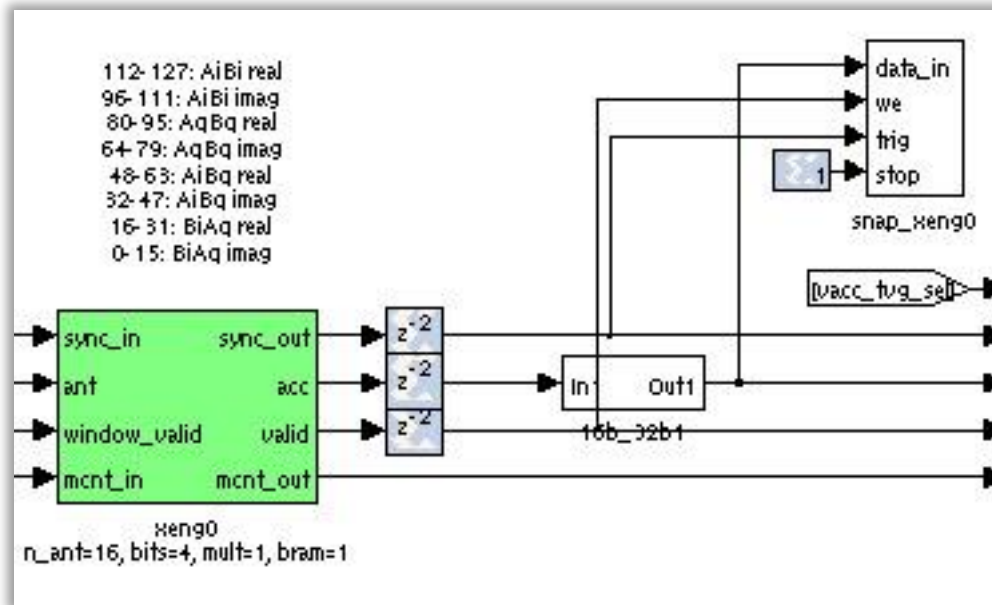 112-127: AiBi real
96-111: AiBi imag
80-95: AqBq real
64-79: AqBq imag
48-63: AiBq real
32-47: AiBq imag
16-31: BiAq real
0-15: BiAq imag
data_in
we
trig
stop
1
snap_xeng0
[vacc_tvg_sel]
sync_in sync_out
ant acc
window_valid valid
mcnt_in mcnt_out
z-2
z-2
z-2
In1 Out1
16b_32b1
xeng0
n_ant=16, bits=4, mult=1, bram=1